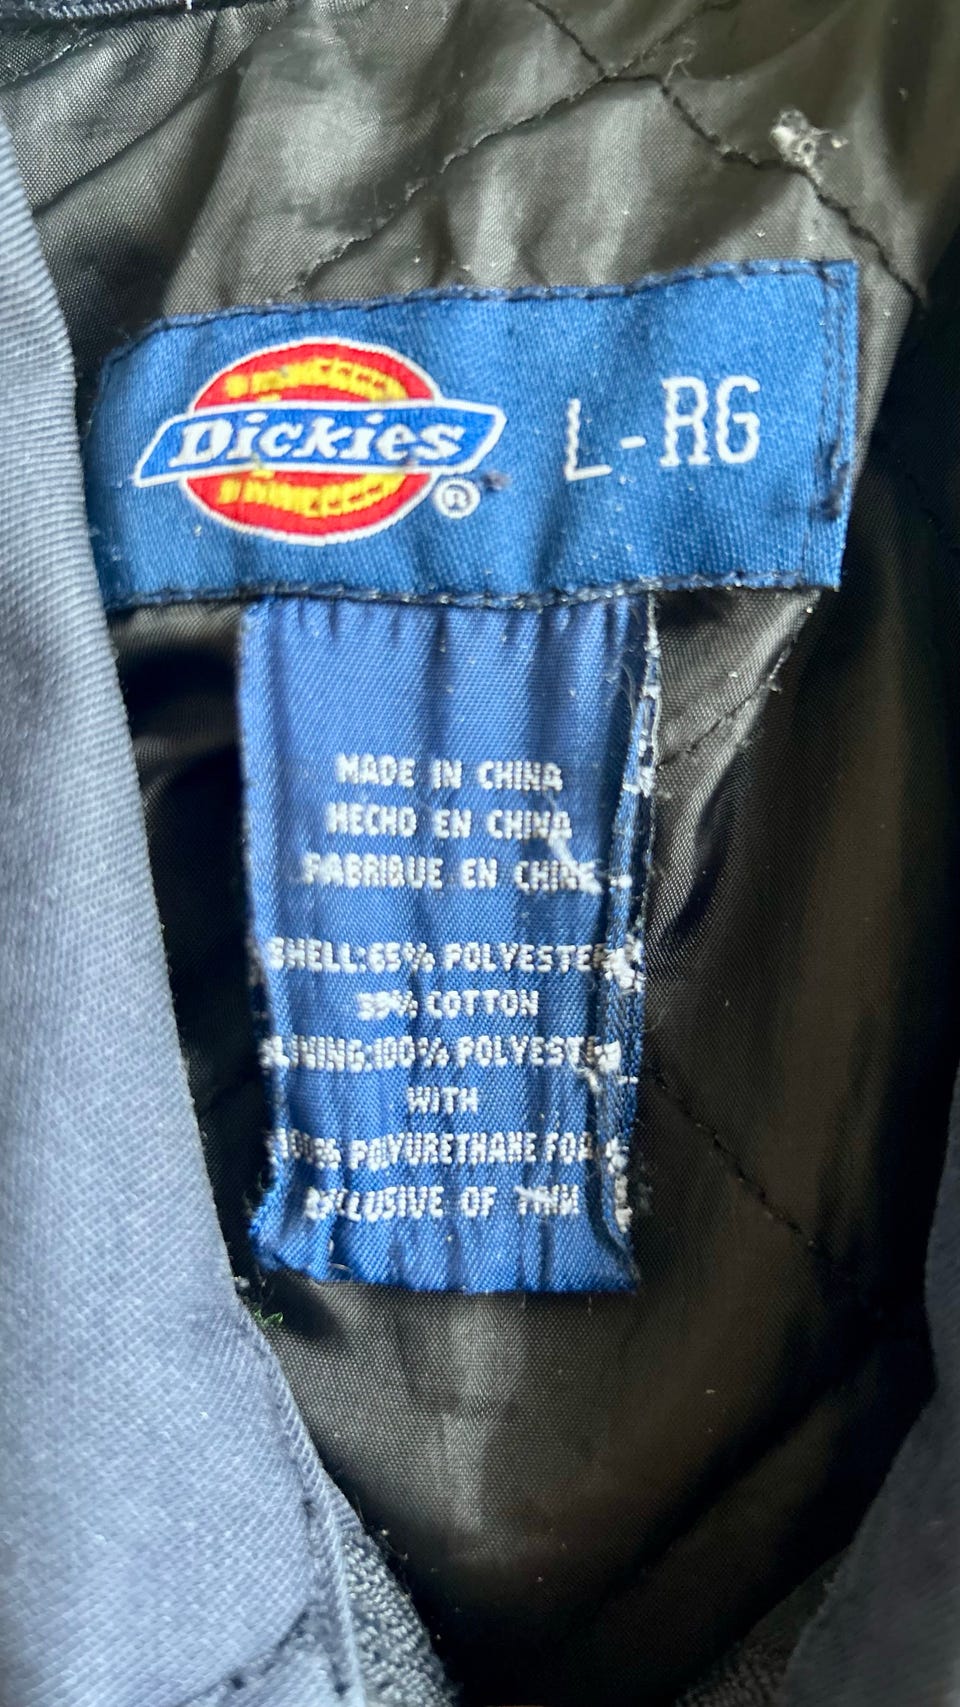 Dickies ®
L-RG
MADE IN CHINA
HECHO EN CHINA
FABRIQUE EN CHINE
SHELL:65% POLYESTER
35% COTTON
LINING:100% POLYESTER
WITH
100% POLYURETHANE FOAM
EXCLUSIVE OF TRIM